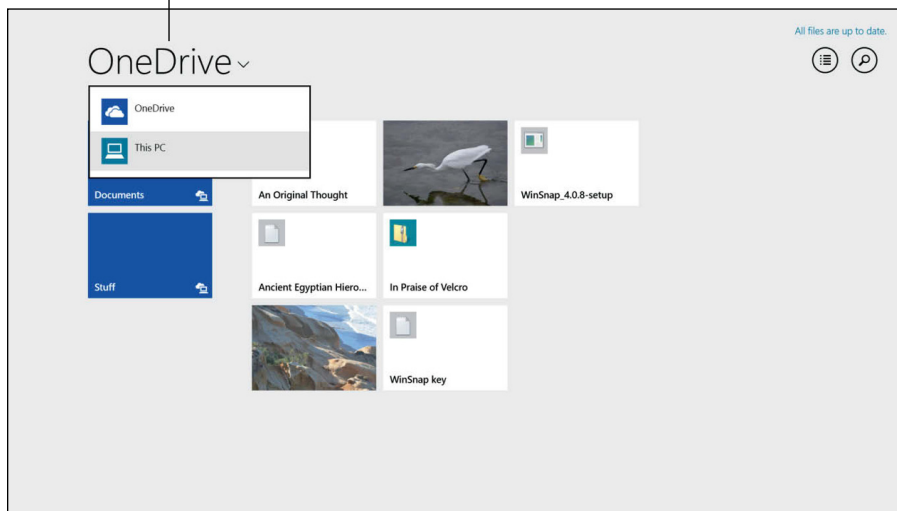 All files are up to date.
OneDrive
OneDrive
This PC
Documents
An Original Thought
WinSnap_4.0.8-setup
Stuff
Ancient Egyptian Hiero...
In Praise of Velcro
WinSnap key